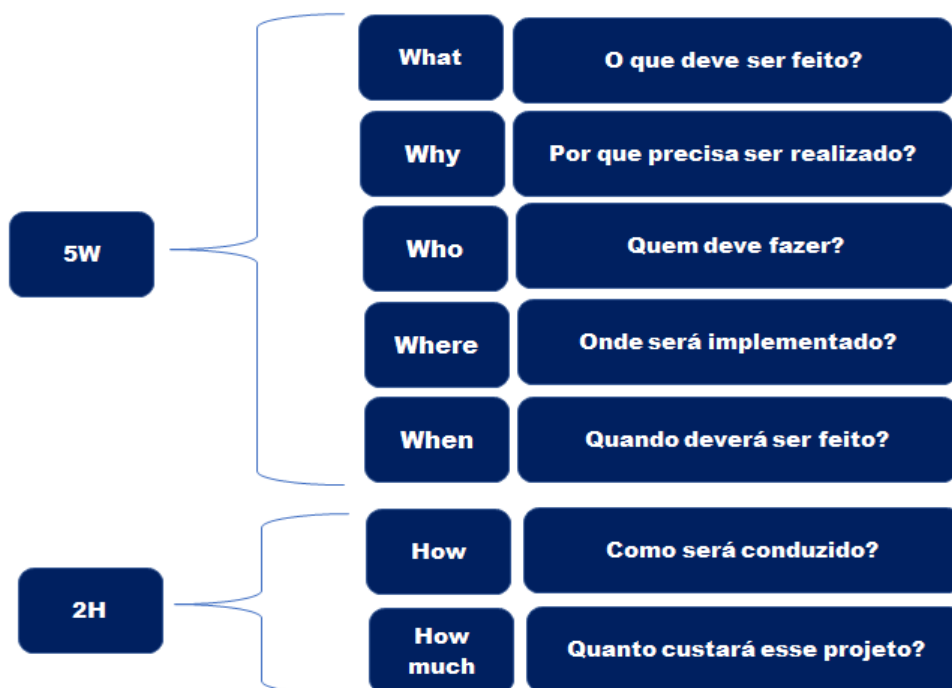 What
O que deve ser feito?
Why
Por que precisa ser realizado?
5W
Who
Quem deve fazer?
Where
Onde será implementado?
When
Quando deverá ser feito?
How
Como será conduzido?
2H
How
much
Quanto custará esse projeto?